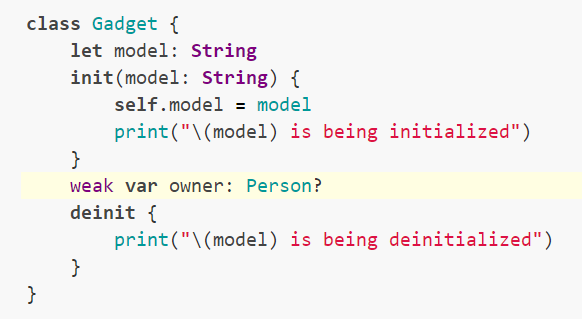 class Gadget {
    let model: String
    init(model: String) {
        self.model = model
        print("\(model) is being initialized")
    }
    weak var owner: Person?
    deinit {
        print("\(model) is being deinitialized")
    }
}